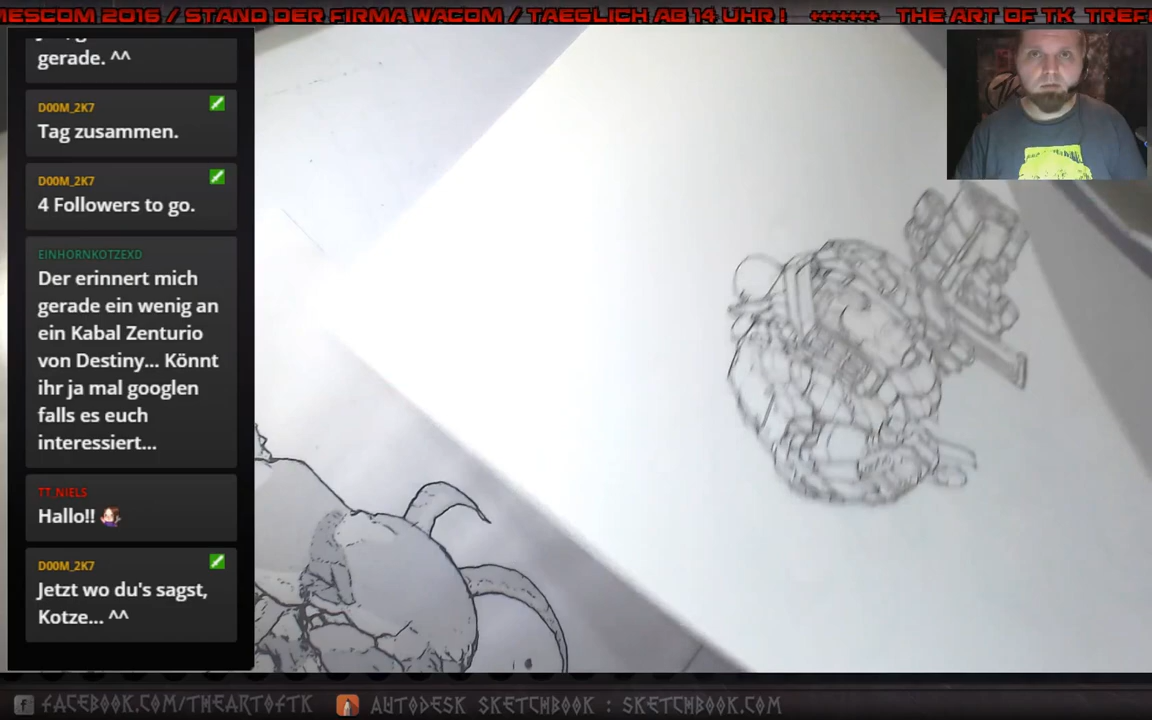 MESCOM 2016 / STAND DER FIRMA WACOM / TAEGLICH AB 14 UHR ! +++++++ THE ART OF TK TREF
gerade. ^^
D00M_2K7
Tag zusammen.
D00M_2K7
4 Followers to go.
EINHORNKOTZEXD
Der erinnert mich
gerade ein wenig an
ein Kabal Zenturio
von Destiny... Könnt
ihr ja mal googlen
falls es euch
interessiert...
TT_NIELS
Hallo!!
D00M_2K7
Jetzt wo du's sagst,
Kotze... ^^
FACEBOOK.COM/THEARTOFTK
AUTODESK SKETCHBOOK : SKETCHBOOK.COM